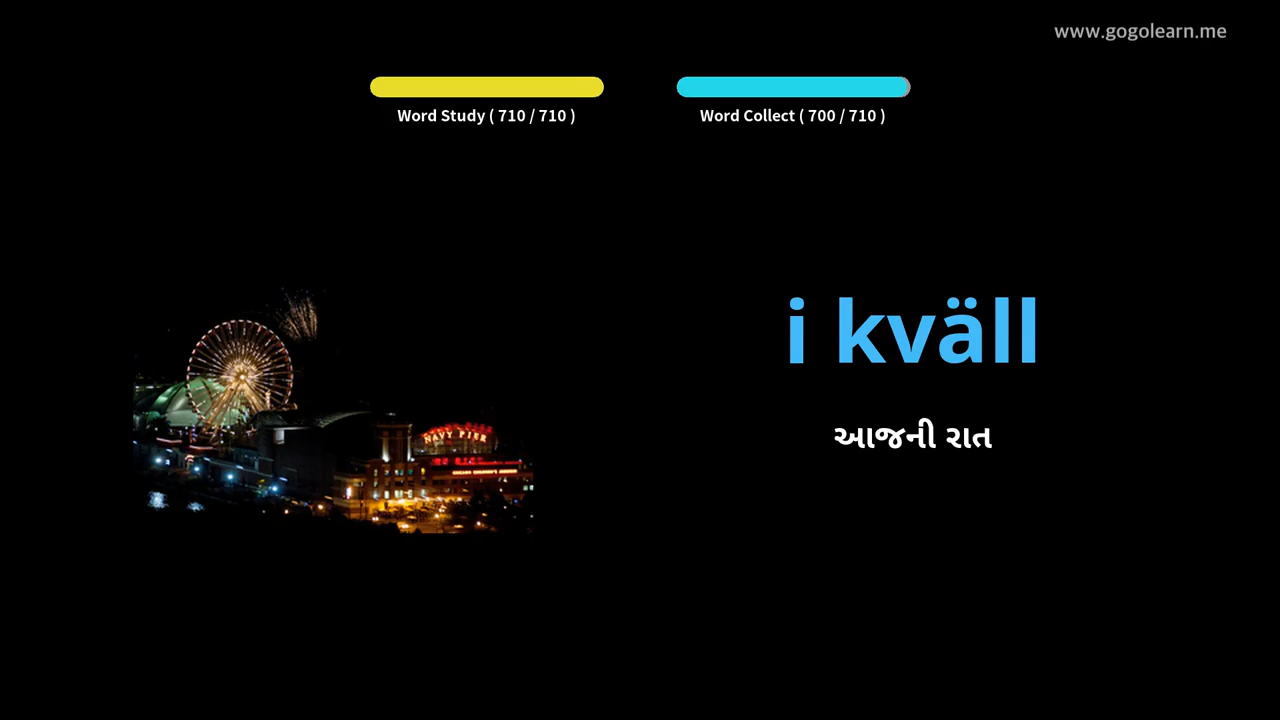 www.gogolearn.me
Word Study ( 710 / 710 )
Word Collect ( 700 / 710 )
i kväll
આજની રાત
NAVY PIER